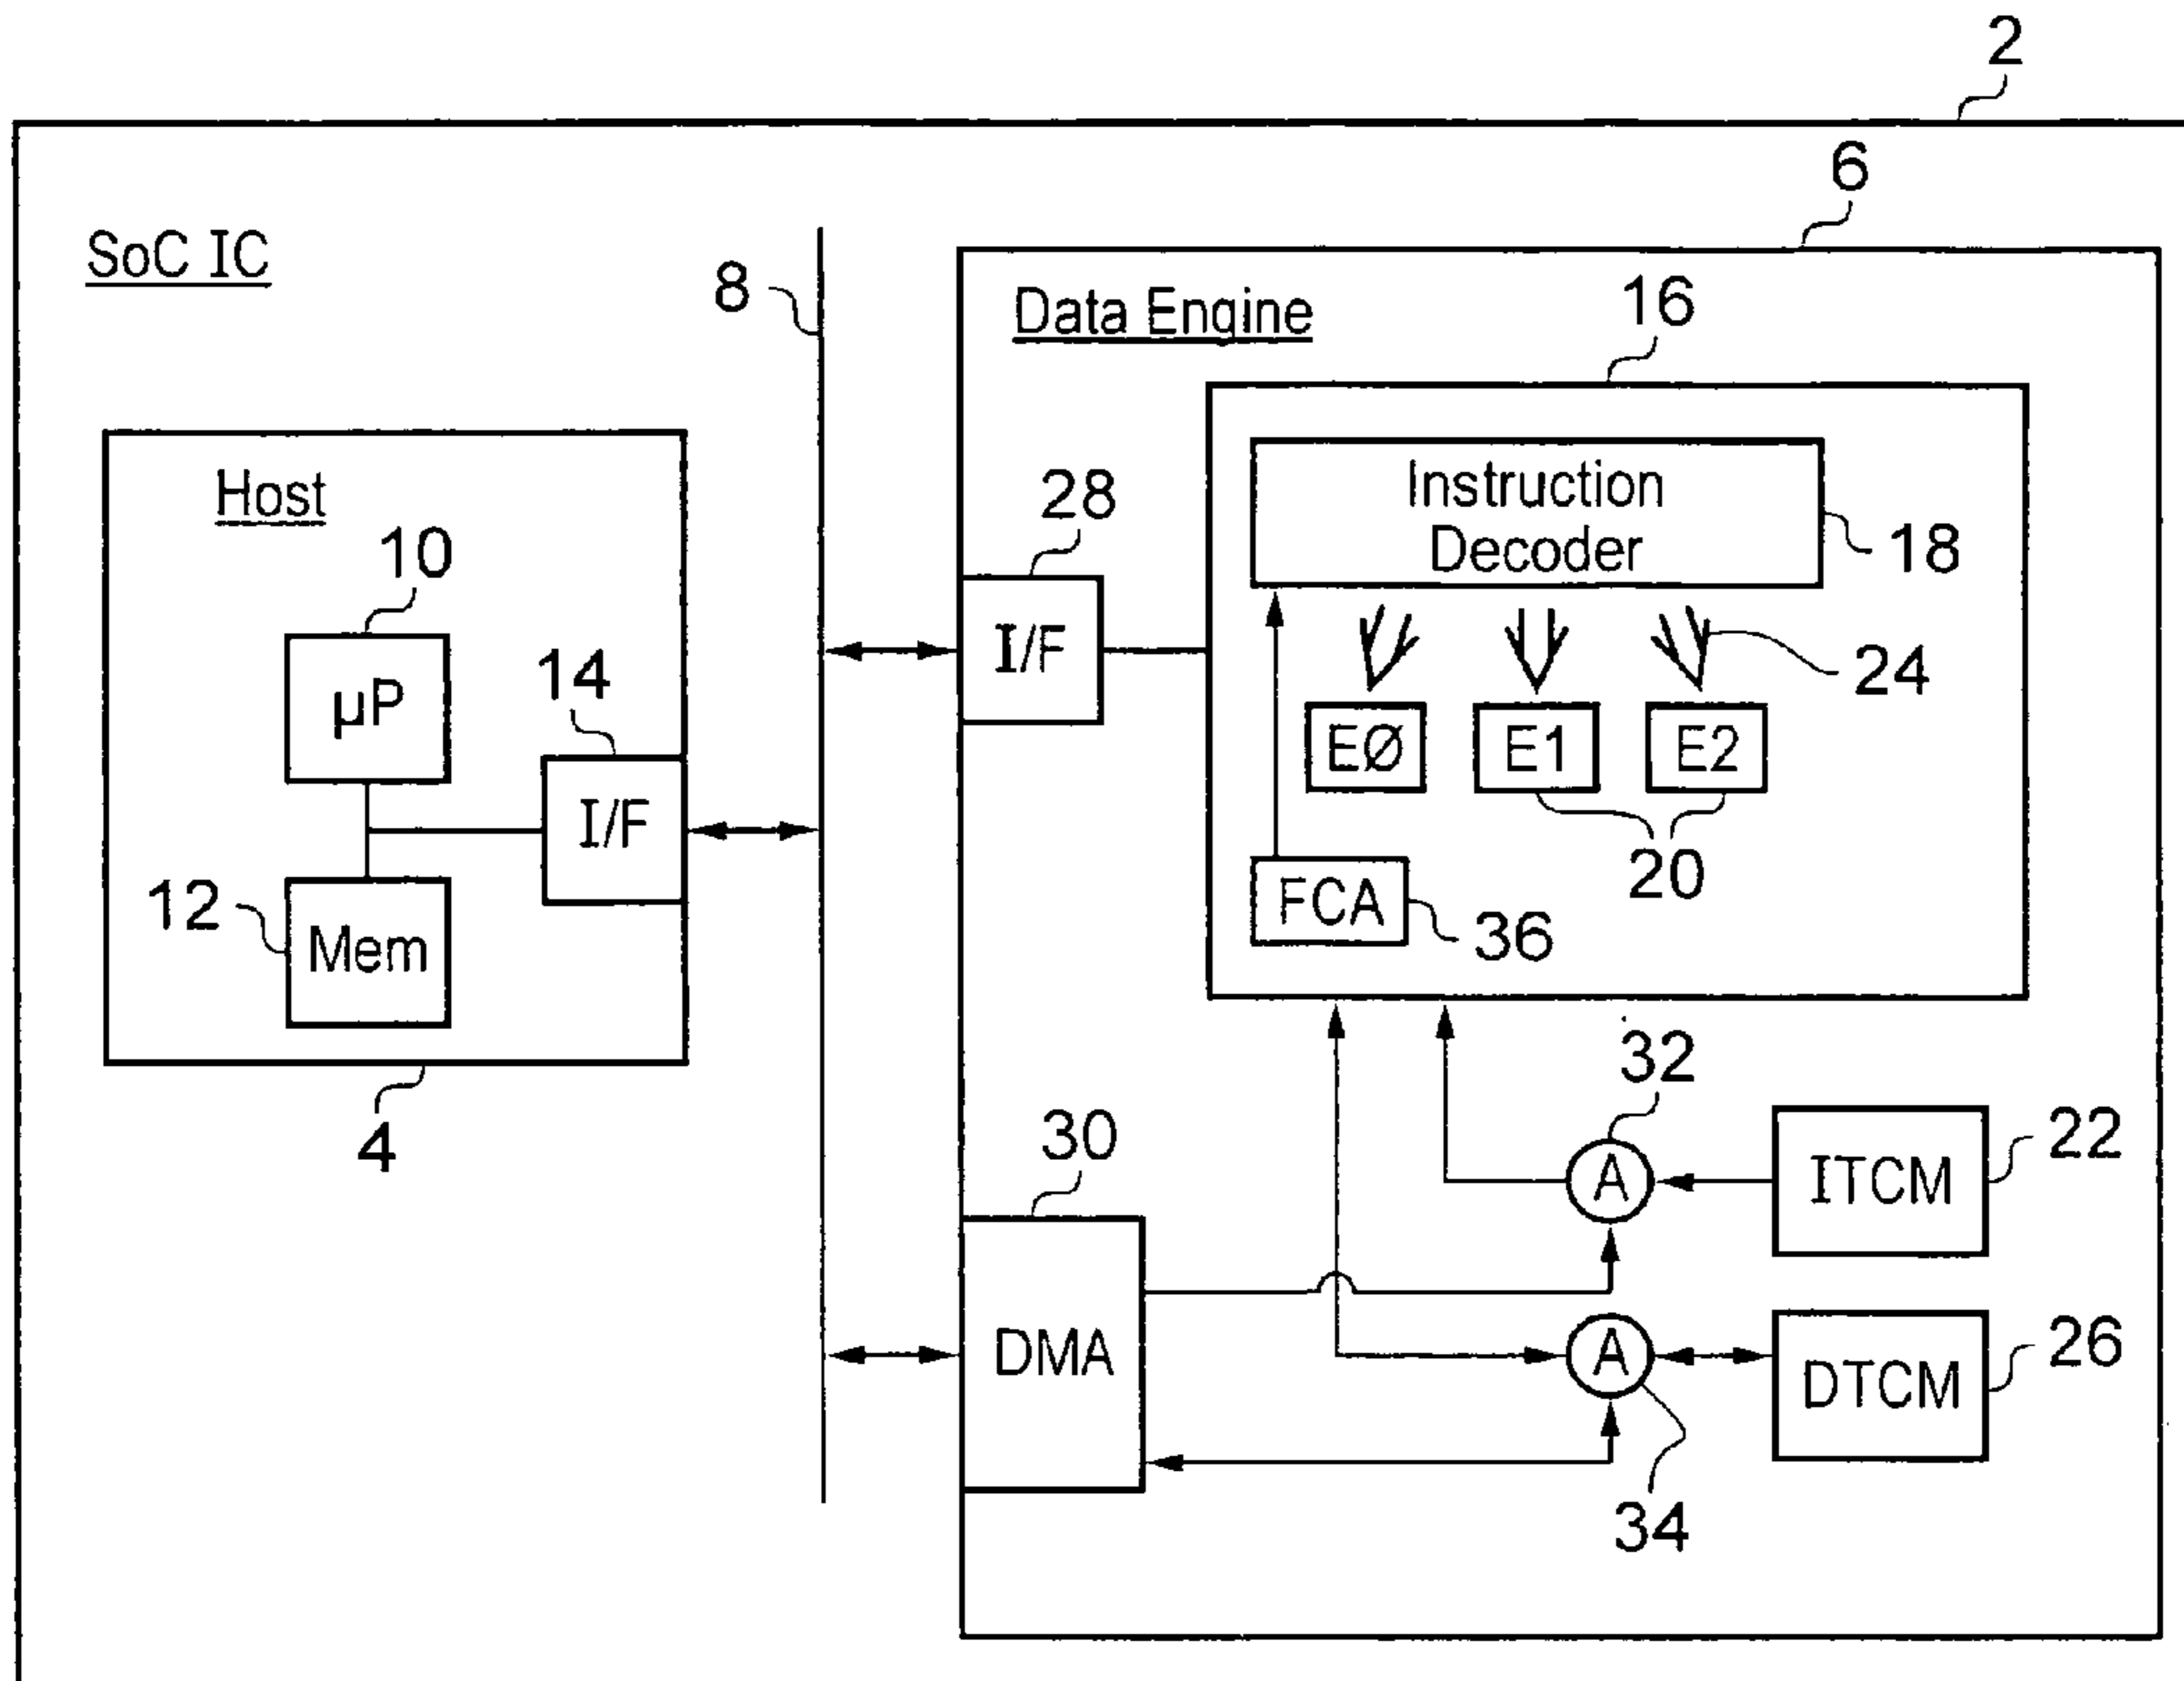 2
6
SoC IC
8
Data Engine
16
Host
28
Instruction
Decoder
18
10
14
I/F
24
µP
EØ
E1
E2
I/F
12
Mem
FCA
20
36
4
32
30
A
ITCM
22
DMA
A
DTCM
26
34